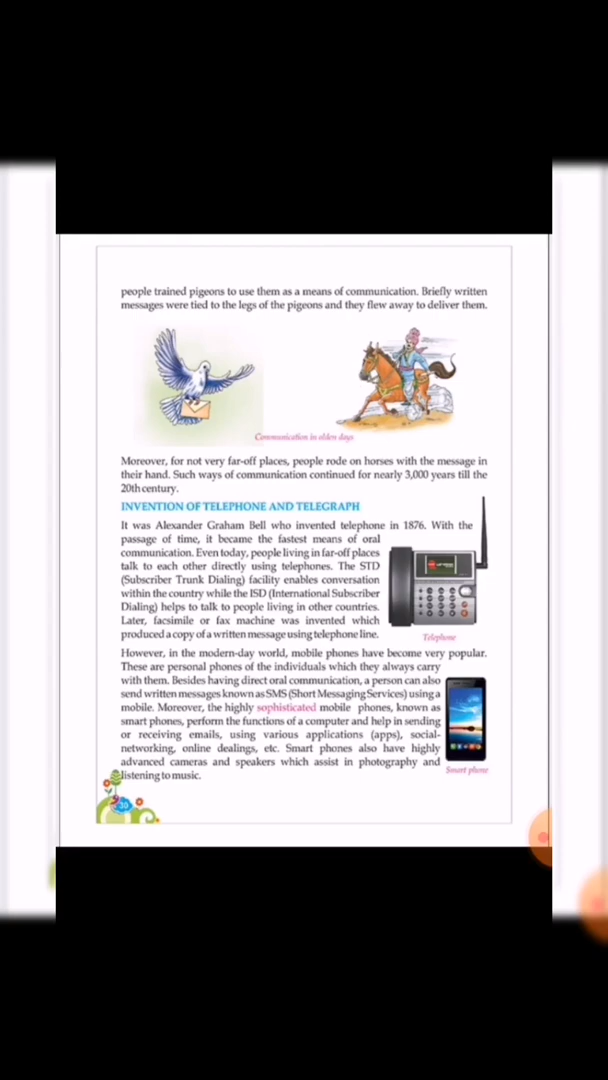 people trained pigeons to use them as a means of communication. Briefly written
messages were tied to the legs of the pigeons and they flew away to deliver them.
Communication in olden days
Moreover, for not very far-off places, people rode on horses with the message in
their hand. Such ways of communication continued for nearly 3,000 years till the
20th century.
INVENTION OF TELEPHONE AND TELEGRAPH
It was Alexander Graham Bell who invented telephone in 1876. With the
passage of time, it became the fastest means of oral
communication. Even today, people living in far-off places
talk to each other directly using telephones. The STD
(Subscriber Trunk Dialing) facility enables conversation
within the country while the ISD (International Subscriber
Dialing) helps to talk to people living in other countries.
Later, facsimile or fax machine was invented which
produced a copy of a written message using telephone line.
Telephone
However, in the modern-day world, mobile phones have become very popular.
These are personal phones of the individuals which they always carry
with them. Besides having direct oral communication, a person can also
send written messages known as SMS (Short Messaging Services) using a
mobile. Moreover, the highly sophisticated mobile phones, known as
smart phones, perform the functions of a computer and help in sending
or receiving emails, using various applications (apps), social-
networking, online dealings, etc. Smart phones also have highly
advanced cameras and speakers which assist in photography and
listening to music.
Smart phone
30